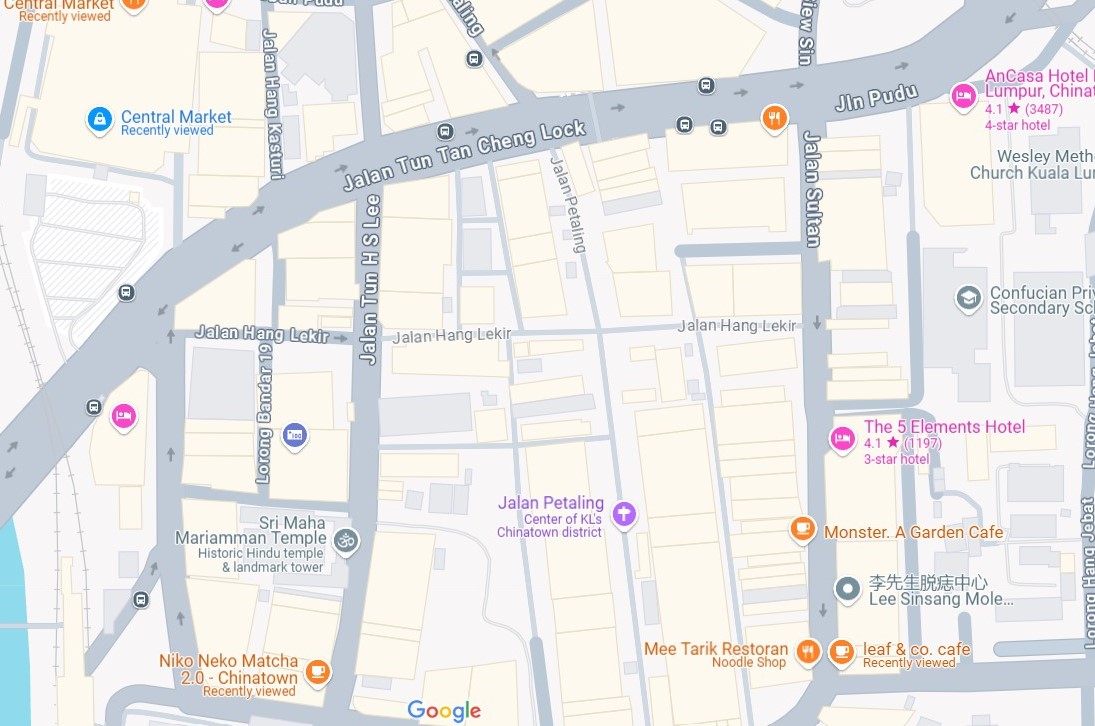 Central Market
Recently viewed
Jalan Hang Kasturi
Central Market
Recently viewed
Jalan Tun Tan Cheng Lock
Jln Pudu
AnCasa Hotel
Lumpur, Chinat
4.1 ★ (3487)
4-star hotel
Wesley Meth
Church Kuala Lu
Jalan Petaling
Jalan Sultan
Jalan Tun H S Lee
Confucian Pri
Secondary Sc
Jalan Hang Lekir
Jalan Hang Lekir
Jalan Hang Lekir
Lorong Bandar 19
The 5 Elements Hotel
4.1 ★ (1197)
3-star hotel
Jalan Petaling
Center of KL's
Chinatown district
Sri Maha
Mariamman Temple
Historic Hindu temple
& landmark tower
Monster. A Garden Cafe
李先生脱痣中心
Lee Sinsang Mole...
Lorong Hang Jebat
Mee Tarik Restoran
Noodle Shop
leaf & co. cafe
Recently viewed
Niko Neko Matcha
2.0 - Chinatown
Recently viewed
Google